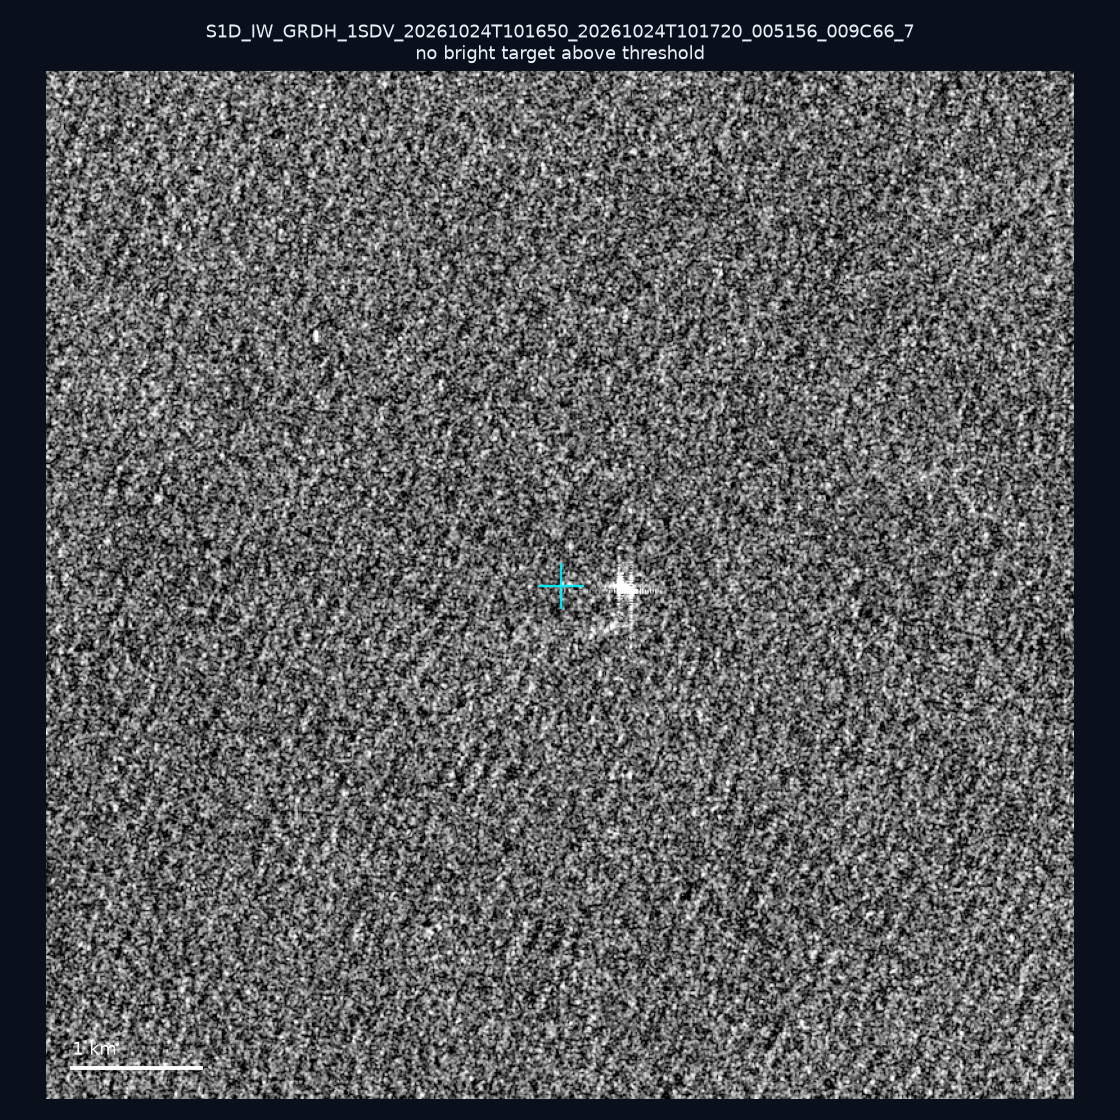 S1D_IW_GRDH_1SDV_20261024T101650_20261024T101720_005156_009C66_7
no bright target above threshold
1 km